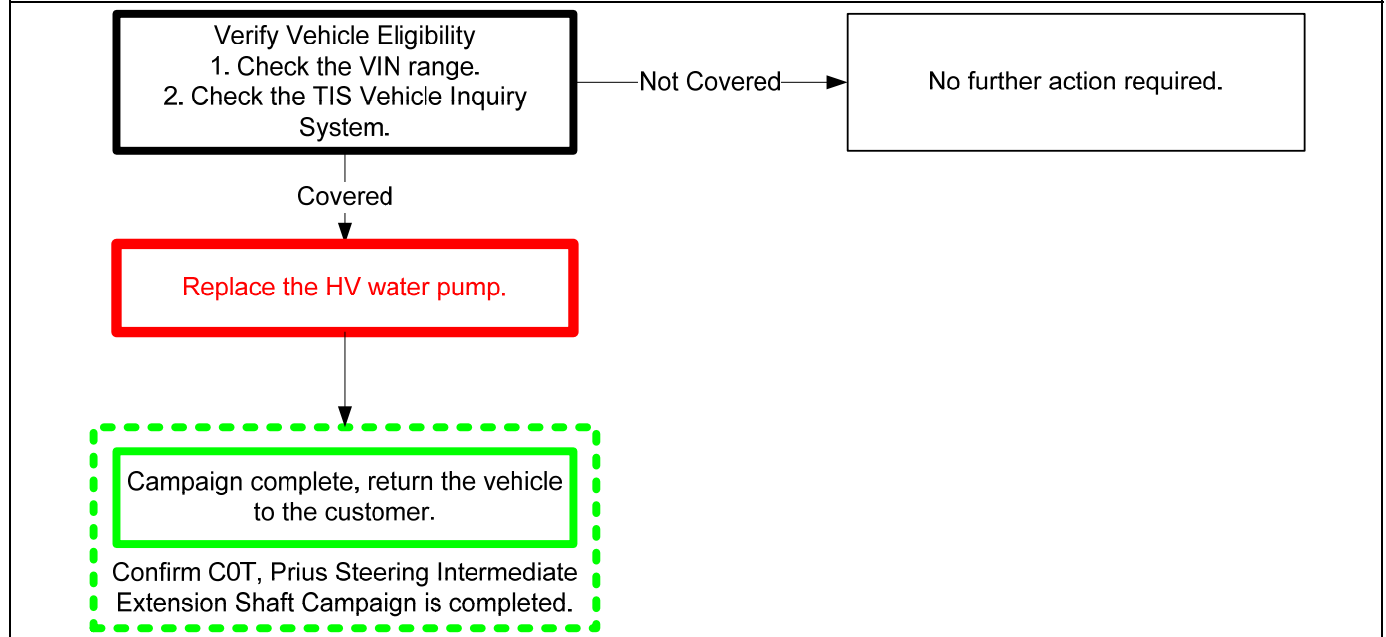 Verify Vehicle Eligibility
1. Check the VIN range.
2. Check the TIS Vehicle Inquiry
System.
Not Covered
No further action required.
Covered
Replace the HV water pump.
Campaign complete, return the vehicle
to the customer.
Confirm C0T, Prius Steering Intermediate
Extension Shaft Campaign is completed.